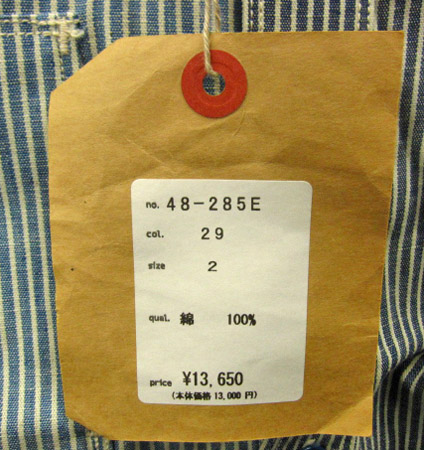 no. 48-285E
col. 29
size 2
qual. 綿 100%
price ¥13,650
(本体価格 13,000 円)